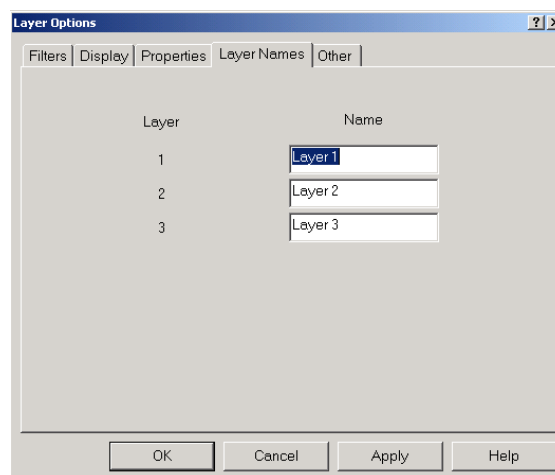 Layer Options
Filters Display Properties Layer Names Other
Layer Name
1 Layer 1
2 Layer 2
3 Layer 3
OK Cancel Apply Help